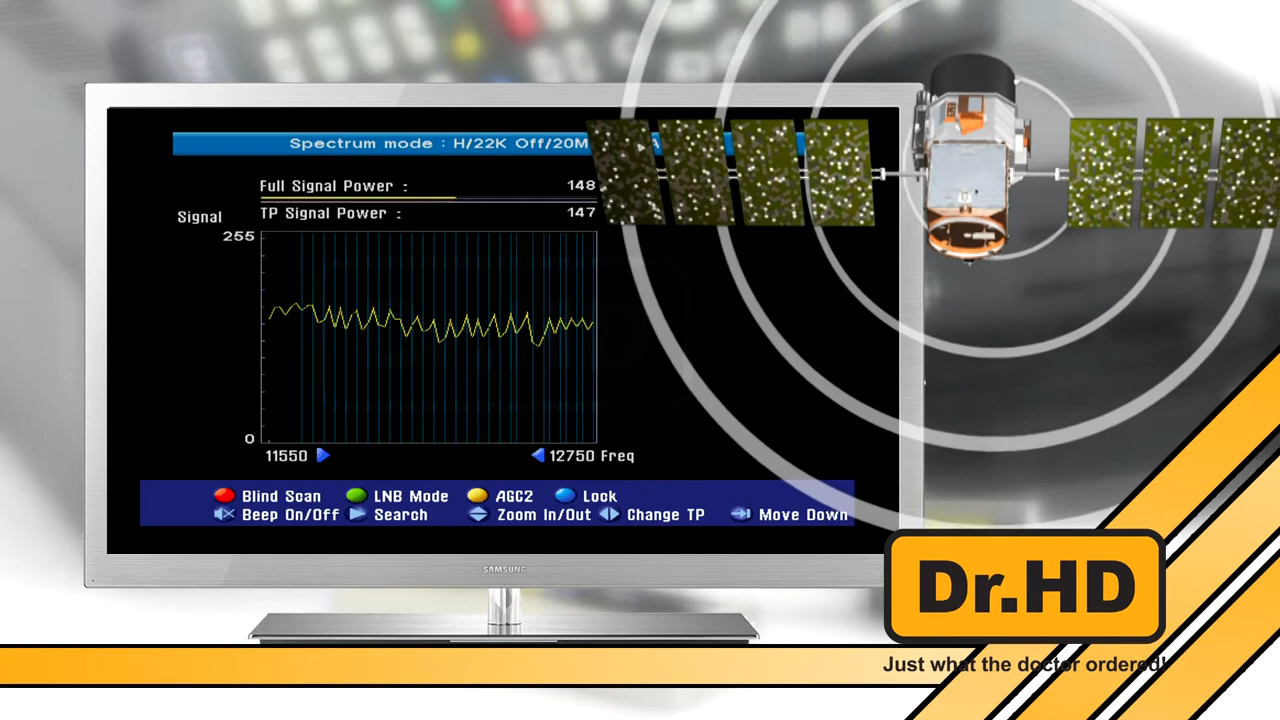 Spectrum mode : H/22K Off/20M
Full Signal Power : 148
TP Signal Power : 147
Signal
255
0
11550 12750 Freq
Blind Scan LNB Mode AGC2 Lock
Beep On/Off Search Zoom In/Out Change TP Move Down
SAMSUNG
Dr.HD
Just what the doctor ordered!